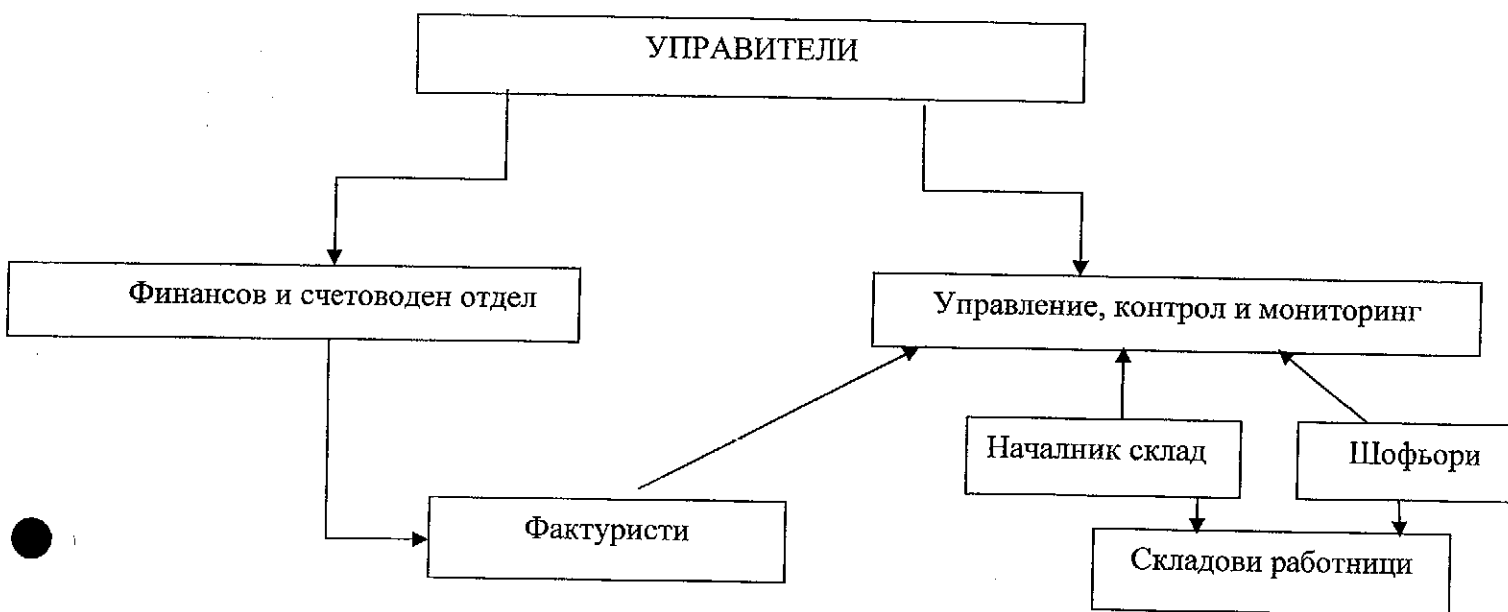 УПРАВИТЕЛИ
Финансов и счетоводен отдел
Управление, контрол и мониторинг
Началник склад
Шофьори
Фактуристи
Складови работници